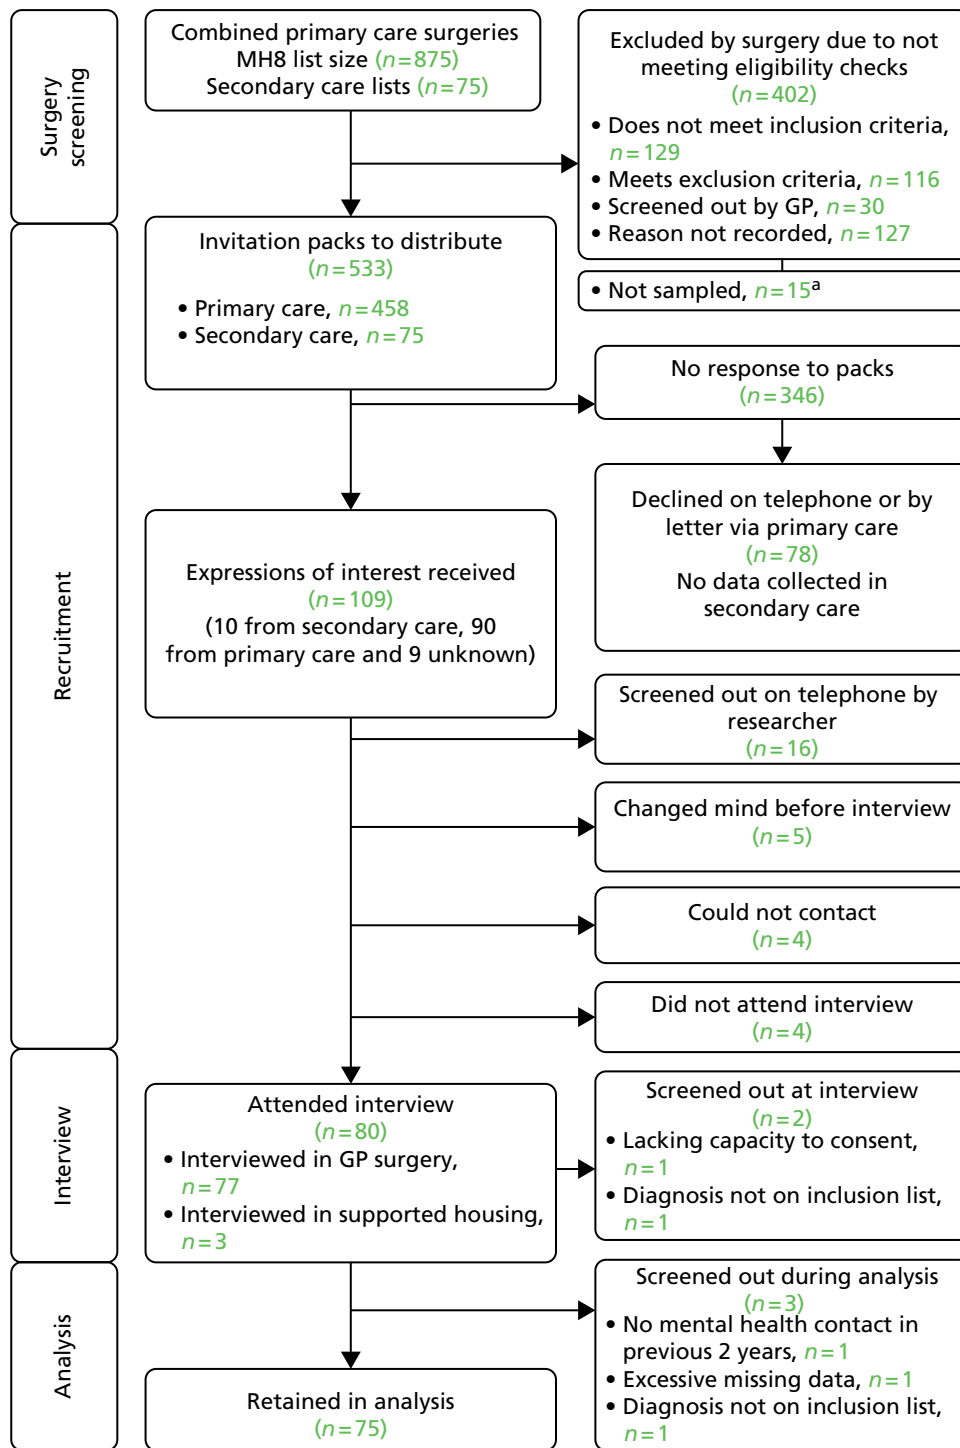 Surgery
screening
Combined primary care surgeries
MH8 list size (n=875)
Secondary care lists (n=75)
Excluded by surgery due to not
meeting eligibility checks
(n=402)
• Does not meet inclusion criteria,
n=129
• Meets exclusion criteria, n=116
• Screened out by GP, n=30
• Reason not recorded, n=127
• Not sampled, n=15a
Recruitment
Invitation packs to distribute
(n=533)
• Primary care, n=458
• Secondary care, n=75
No response to packs
(n=346)
Declined on telephone or by
letter via primary care
(n=78)
No data collected in
secondary care
Expressions of interest received
(n=109)
(10 from secondary care, 90
from primary care and 9 unknown)
Screened out on telephone by
researcher
(n=16)
Changed mind before interview
(n=5)
Could not contact
(n=4)
Did not attend interview
(n=4)
Interview
Attended interview
(n=80)
• Interviewed in GP surgery,
n=77
• Interviewed in supported housing,
n=3
Screened out at interview
(n=2)
• Lacking capacity to consent,
n=1
• Diagnosis not on inclusion list,
n=1
Analysis
Screened out during analysis
(n=3)
• No mental health contact in
previous 2 years, n=1
• Excessive missing data, n=1
• Diagnosis not on inclusion list,
n=1
Retained in analysis
(n=75)